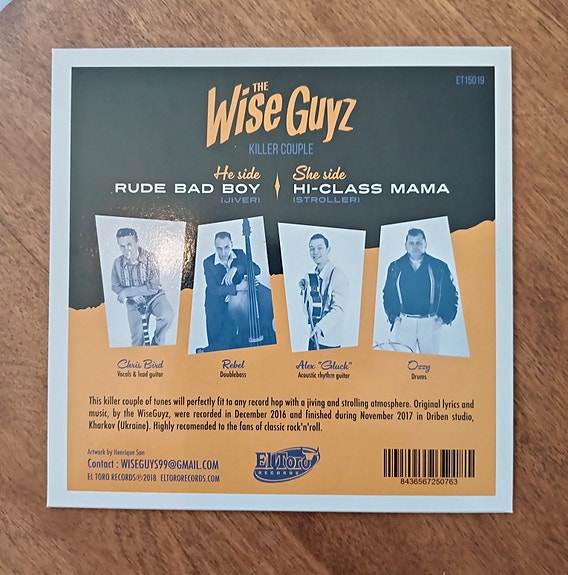 ET15019
THE
Wise Guyz
KILLER COUPLE
He side
RUDE BAD BOY
(JIVER)
She side
HI-CLASS MAMA
(STROLLER)
Chris Bird
Vocals & lead guitar
Rebel
Doublebass
Alex "Gluck"
Acoustic rhythm guitar
Ozzy
Drums
This killer couple of tunes will perfectly fit to any record hop with a jiving and strolling atmosphere. Original lyrics and
music, by the WiseGuyz, were recorded in December 2016 and finished during November 2017 in Driben studio,
Kharkov (Ukraine). Highly recomended to the fans of classic rock'n'roll.
Artwork by Henrique San
Contact : WISEGUYS99@GMAIL.COM
EL TORO RECORDS℗2018 ELTORORECORDS.COM
El Toro
RECORDS
8436567250763